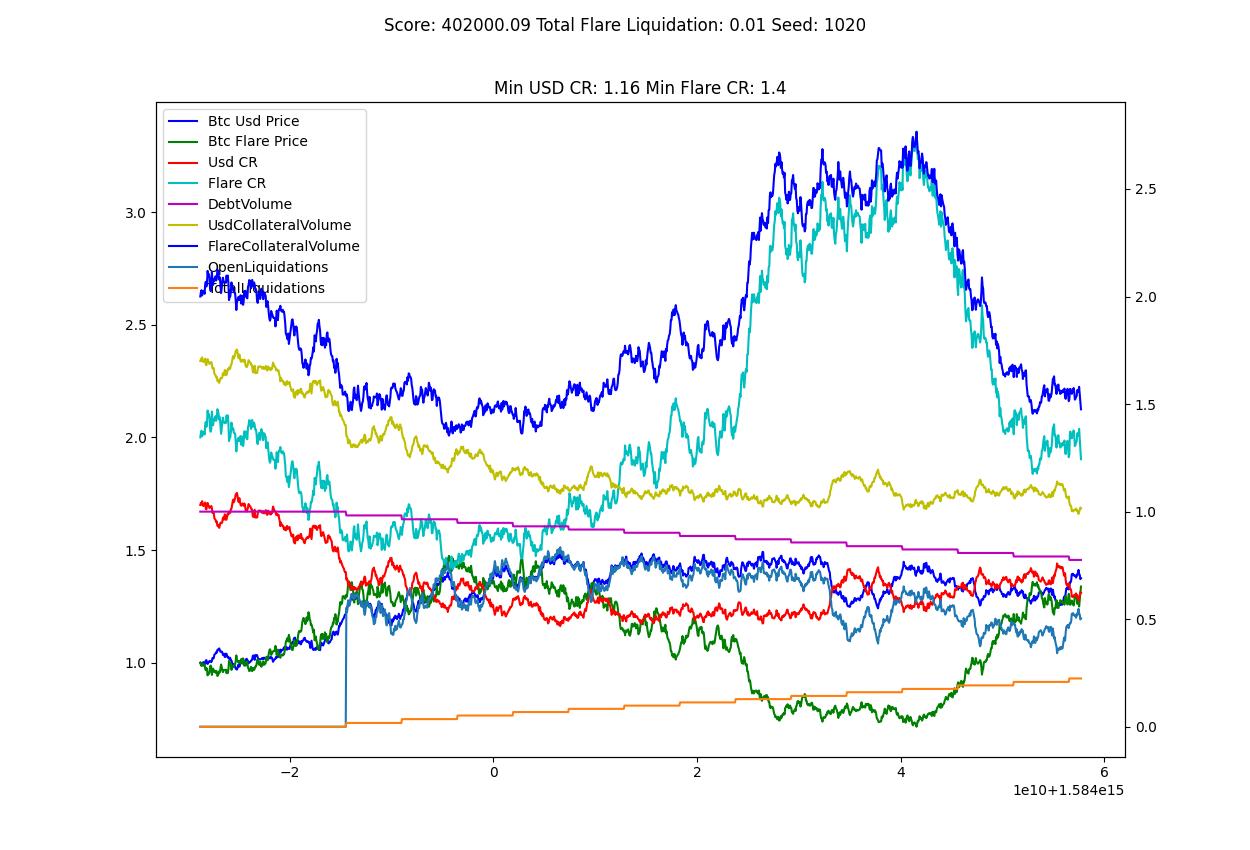 Score: 402000.09 Total Flare Liquidation: 0.01 Seed: 1020
Min USD CR: 1.16 Min Flare CR: 1.4
Btc Usd Price
Btc Flare Price
Usd CR
Flare CR
DebtVolume
UsdCollateralVolume
FlareCollateralVolume
OpenLiquidations
TotalLiquidations
3.0
2.5
2.0
1.5
1.0
2.5
2.0
1.5
1.0
0.5
0.0
−2 0 2 4 6
1e10+1.584e15